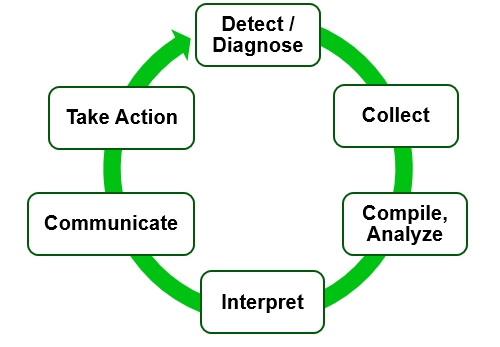 Detect /
Diagnose
Collect
Compile,
Analyze
Interpret
Communicate
Take Action